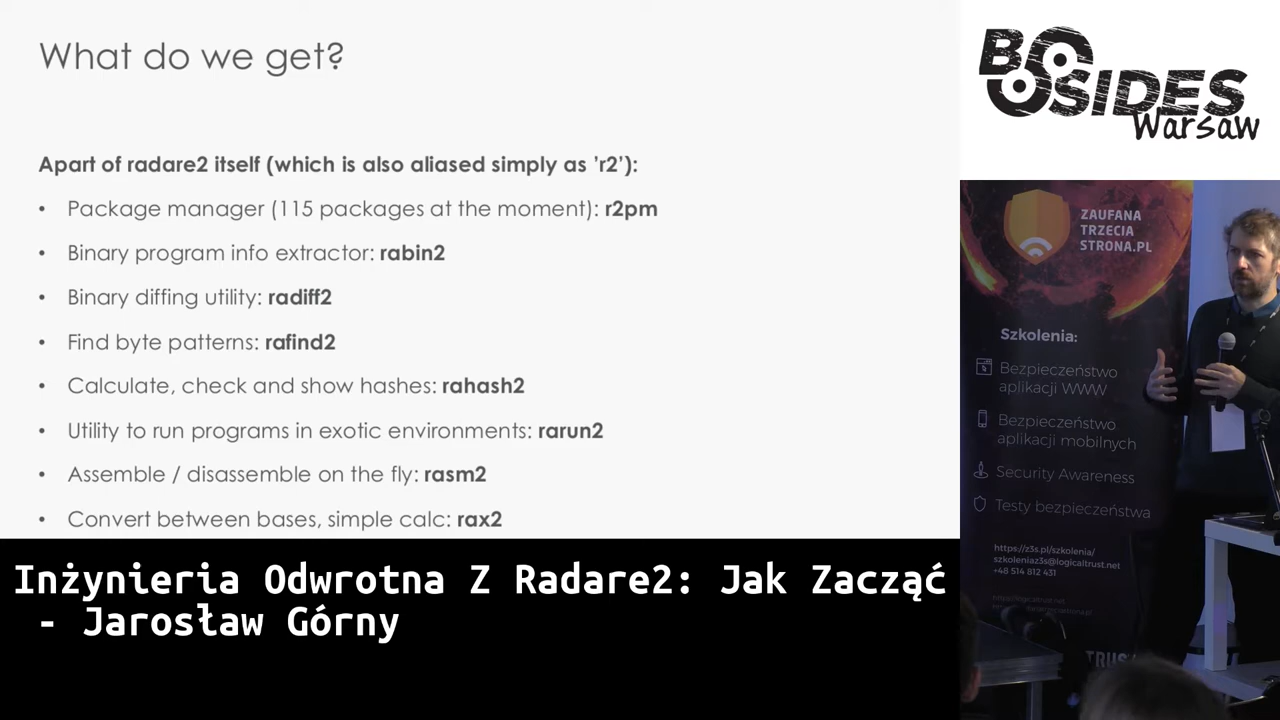 What do we get?
Apart of radare2 itself (which is also aliased simply as ’r2’):
• Package manager (115 packages at the moment): r2pm
• Binary program info extractor: rabin2
• Binary diffing utility: radiff2
• Find byte patterns: rafind2
• Calculate, check and show hashes: rahash2
• Utility to run programs in exotic environments: rarun2
• Assemble / disassemble on the fly: rasm2
• Convert between bases, simple calc: rax2
Inżynieria Odwrotna Z Radare2: Jak Zacząć
- Jarosław Górny
BSIDES
Warsaw
ZAUFANA
TRZECIA
STRONA.PL
Szkolenia:
Bezpieczeństwo
aplikacji WWW
Bezpieczeństwo
aplikacji mobilnych
Security Awareness
Testy bezpieczeństwa
https://z3s.pl/szkolenia/
szkoleniaz3s@logicaltrust.net
+48 514 812 431